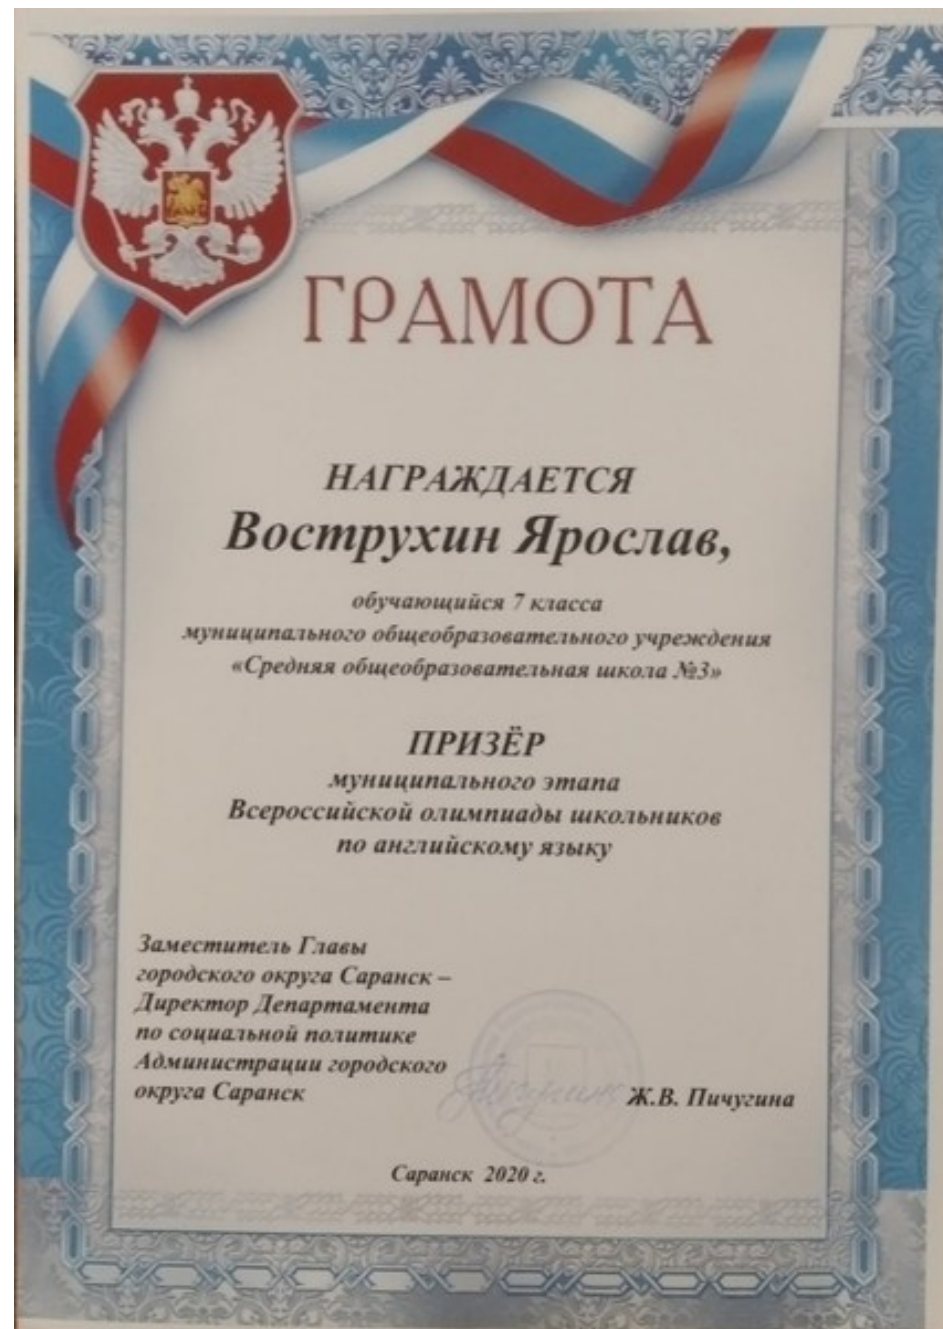 ГРАМОТА
НАГРАЖДАЕТСЯ
Вострухин Ярослав,
обучающийся 7 класса
муниципального общеобразовательного учреждения
«Средняя общеобразовательная школа №3»
ПРИЗЁР
муниципального этапа
Всероссийской олимпиады школьников
по английскому языку
Заместитель Главы
городского округа Саранск –
Директор Департамента
по социальной политике
Администрации городского
округа Саранск
Ж.В. Пичугина
Саранск 2020 г.